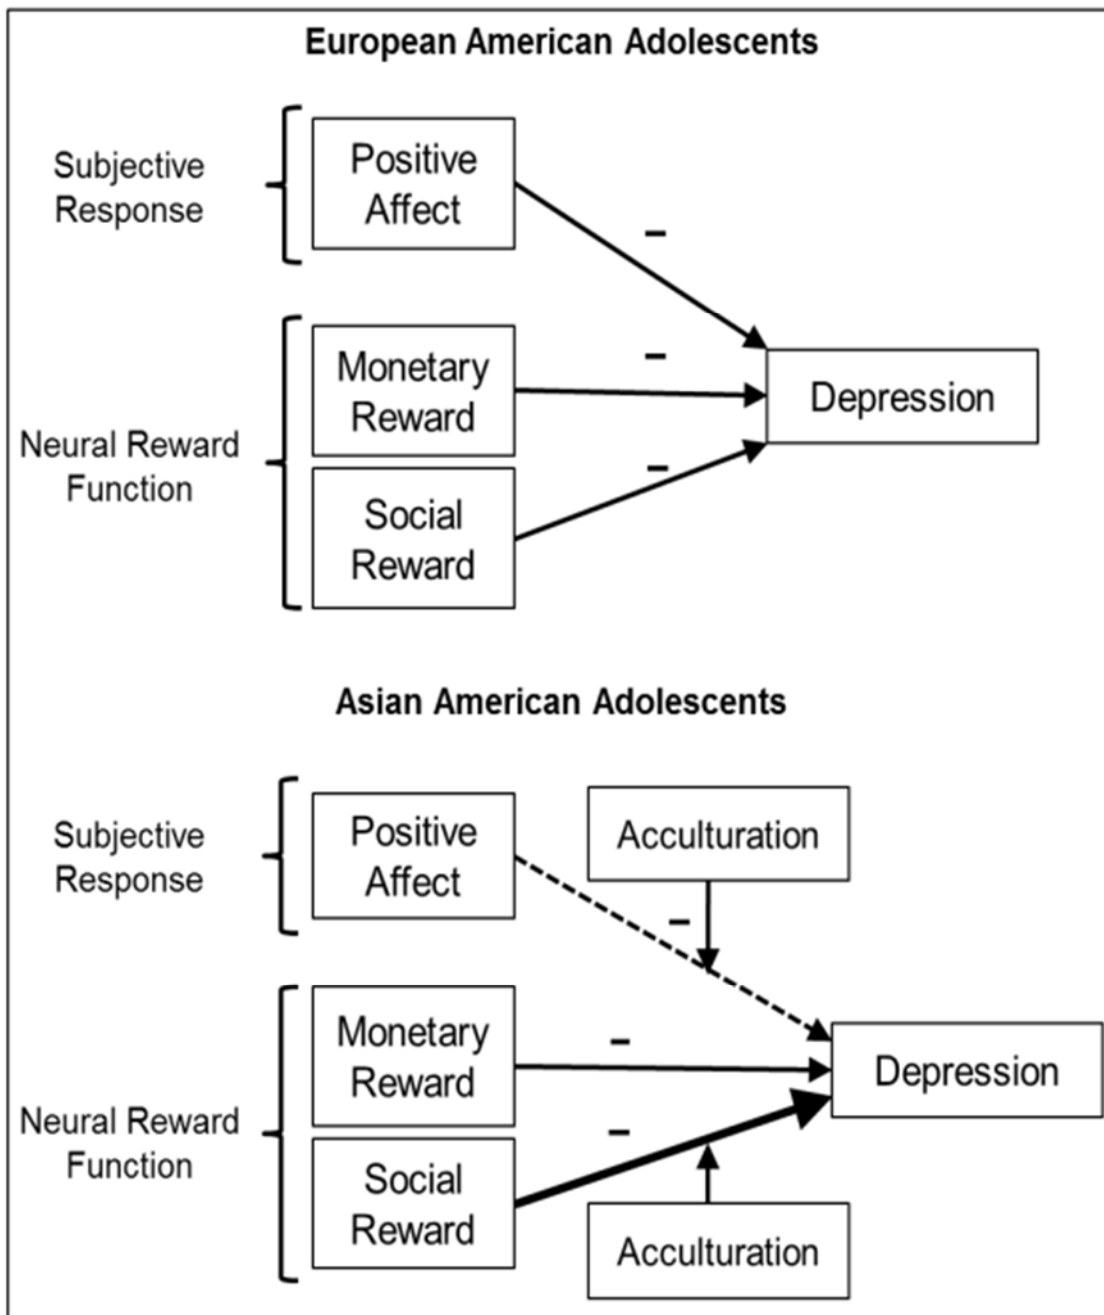 European American Adolescents
Subjective
Response
Positive
Affect
–
Neural Reward
Function
Monetary
Reward
–
Social
Reward
–
Depression
Asian American Adolescents
Subjective
Response
Positive
Affect
Acculturation
–
Neural Reward
Function
Monetary
Reward
–
Social
Reward
–
Depression
Acculturation